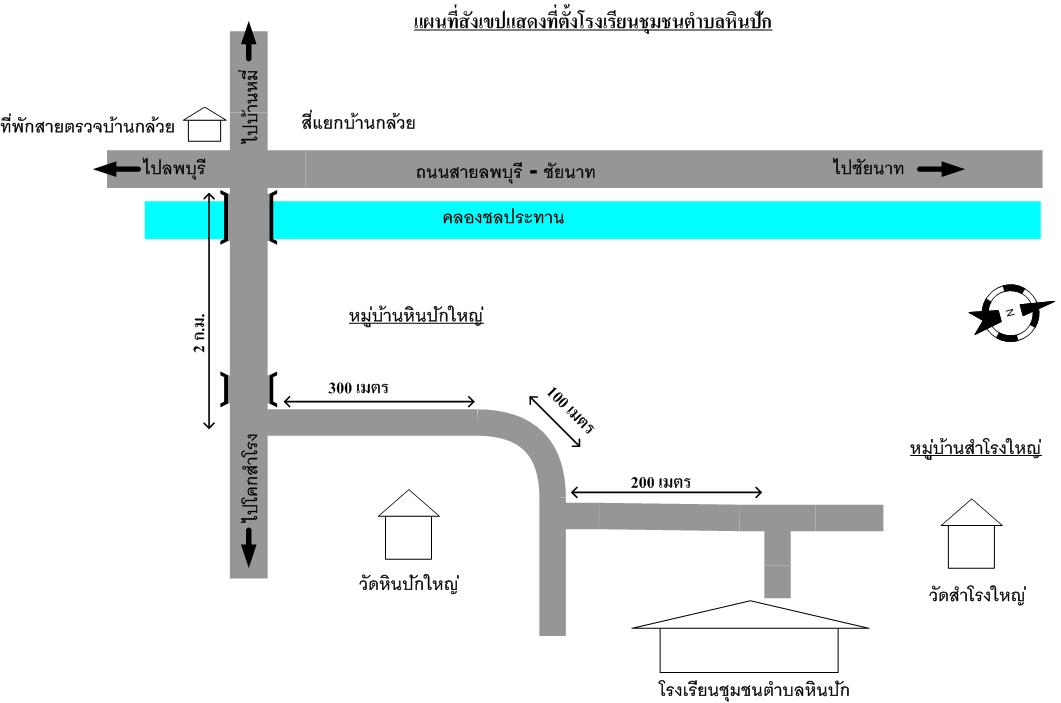 แผนที่สังเขปแสดงที่ตั้งโรงเรียนชุมชนตำบลหินปัก
ไปบ้านหมี่
ที่พักสายตรวจบ้านกล้วย
สี่แยกบ้านกล้วย
ไปลพบุรี
ถนนสายลพบุรี - ชัยนาท
ไปชัยนาท
คลองชลประทาน
N
หมู่บ้านหินปักใหญ่
2 ก.ม.
300 เมตร
100 เมตร
หมู่บ้านสำโรงใหญ่
ไปโคกสำโรง
200 เมตร
วัดหินปักใหญ่
วัดสำโรงใหญ่
โรงเรียนชุมชนตำบลหินปัก